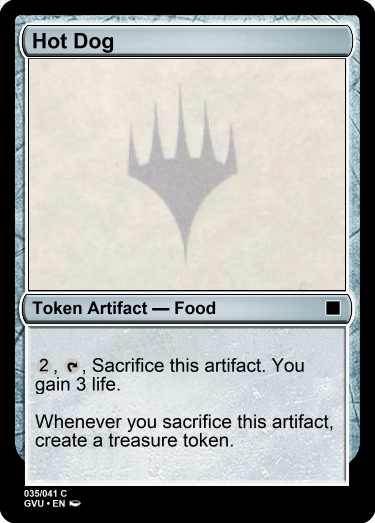 Hot Dog
Token Artifact — Food
2, , Sacrifice this artifact. You
gain 3 life.
Whenever you sacrifice this artifact,
create a treasure token.
035/041 C
GVU • EN